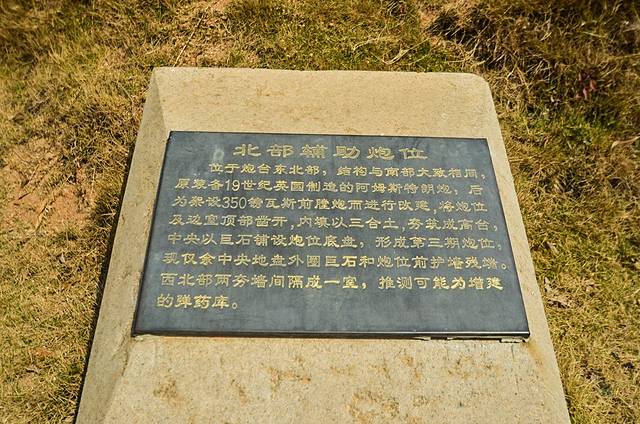 北部辅助炮位
位于炮台东北部，结构与南部大致相同，
原装备19世纪英国制造的阿姆斯特朗炮，后
为架设350磅瓦斯前膛炮而进行改建，将炮位
及边室顶部凿开，内填以三合土，夯筑成高台，
中央以巨石铺设炮位底盘，形成第三期炮位。
现仅余中央地盘外圈巨石和炮位前护墙残端。
西北部两夯墙间隔成一室，推测可能为增建
的弹药库。